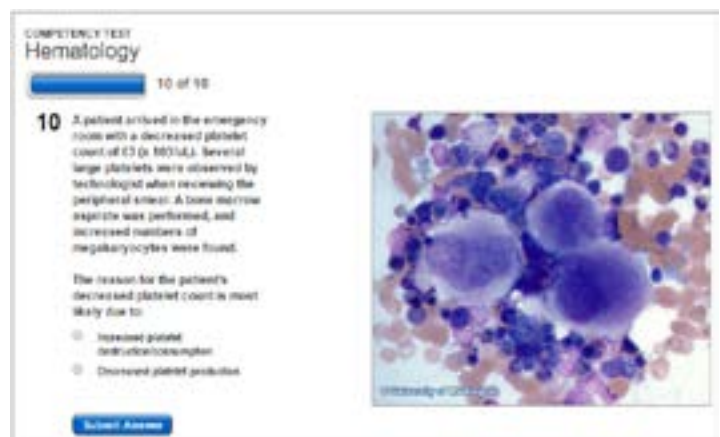 COMPETENCY TEST
Hematology
10 of 10
10 A patient arrived in the emergency
room with a decreased platelet
count of Several
large platelets were observed by
technologist when reviewing the
peripheral smear. A bone marrow
aspirate was performed, and
increased numbers of
megakaryocytes were found.
The reason for the patient's
decreased platelet count is most
likely due to:
Increased platelet
destruction/consumption
Decreased platelet production
Submit Answer
© University of